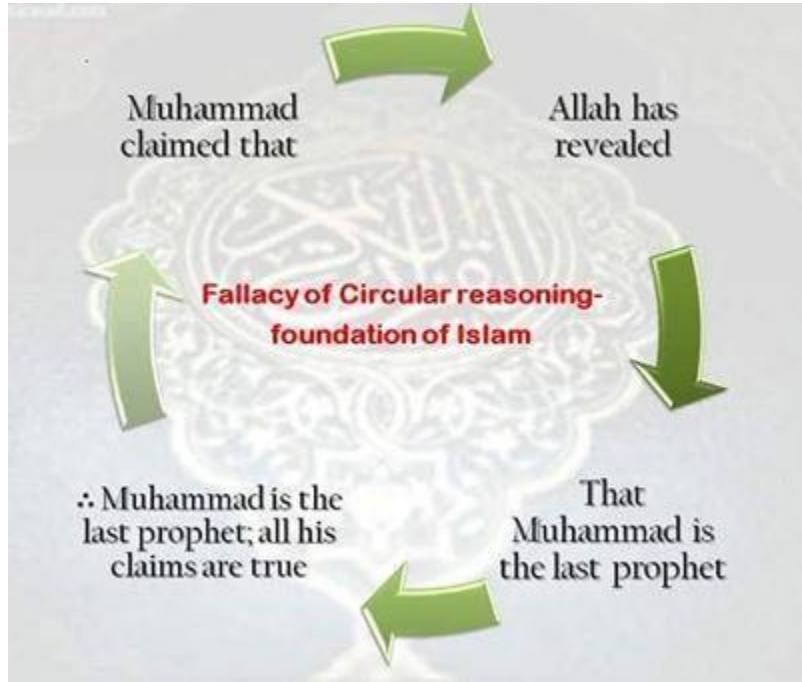 Muhammad
claimed that
Allah has
revealed
Fallacy of Circular reasoning-
foundation of Islam
That
Muhammad is
the last prophet
∴ Muhammad is the
last prophet; all his
claims are true